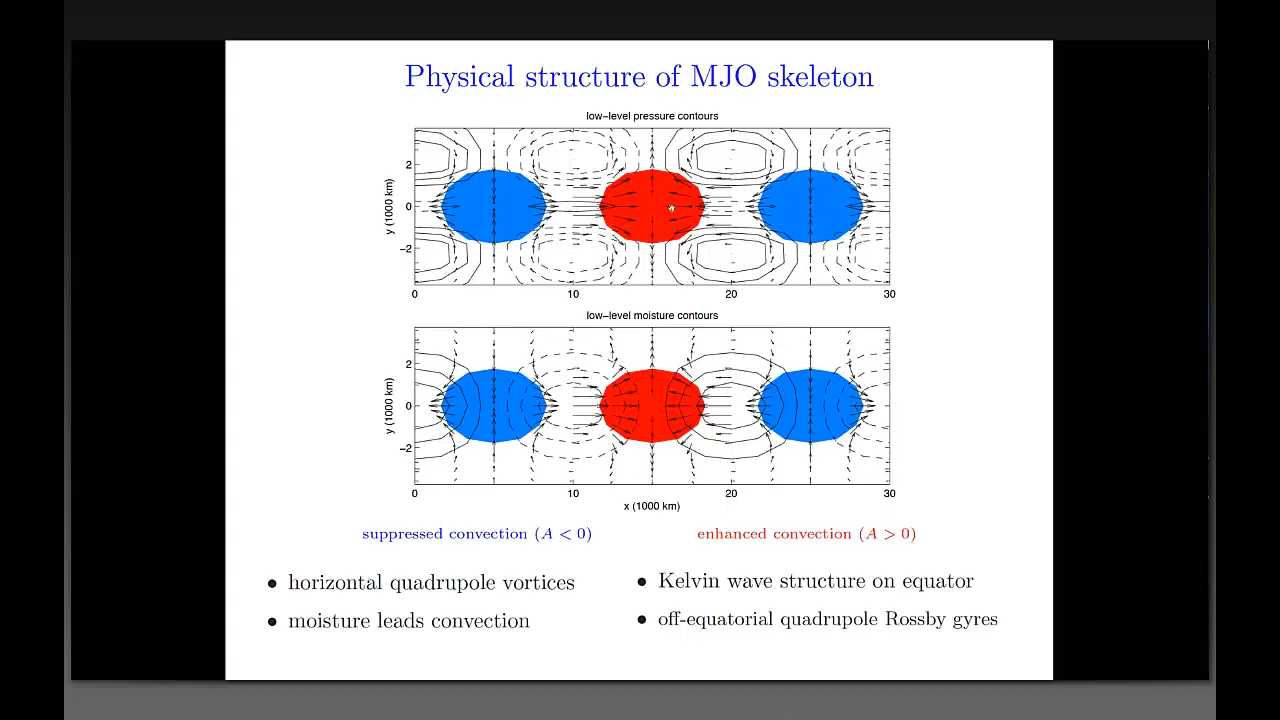 Physical structure of MJO skeleton
low-level pressure contours
2
0
-2
y (1000 km)
0 10 20 30
low-level moisture contours
2
0
-2
y (1000 km)
0 10 20 30
x (1000 km)
suppressed convection (A < 0) enhanced convection (A > 0)
• horizontal quadrupole vortices
• moisture leads convection
• Kelvin wave structure on equator
• off-equatorial quadrupole Rossby gyres